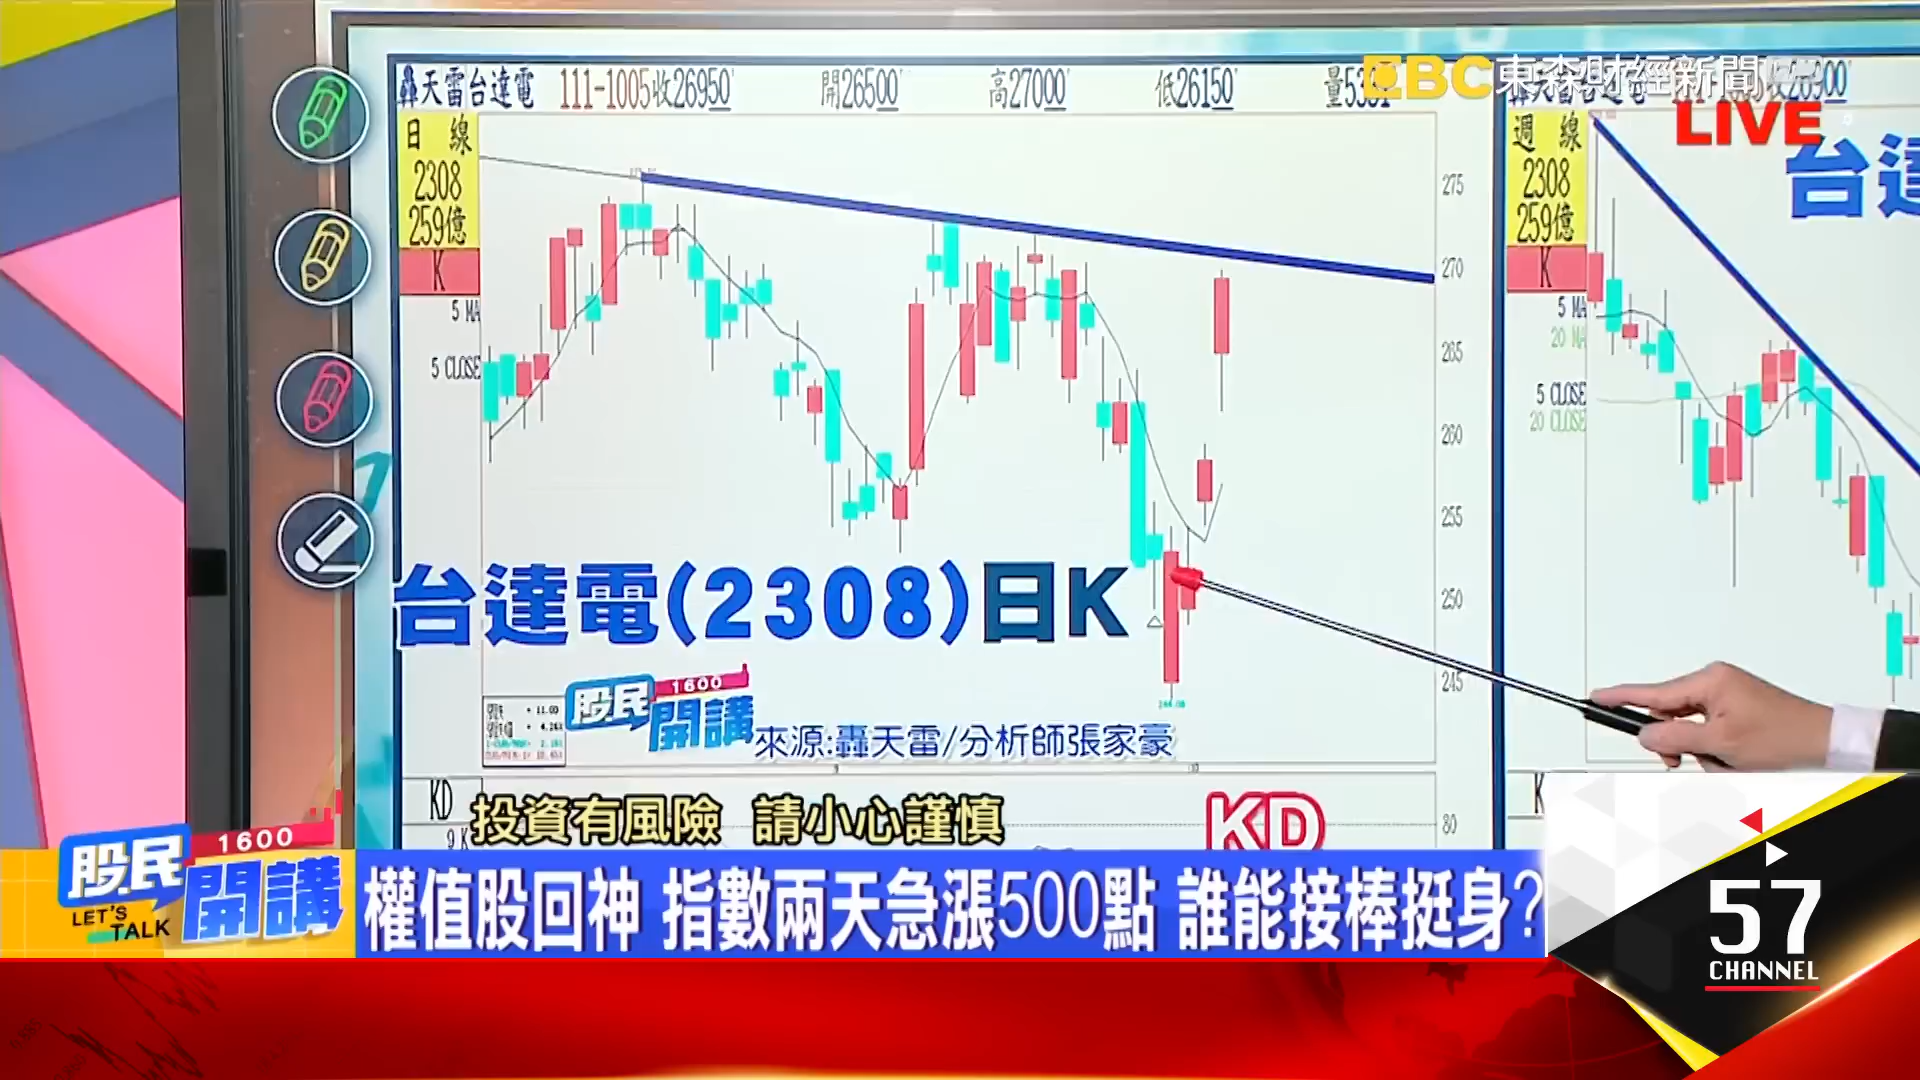 轟天雷台達電 111-1005收26950 開26500 高27000 低26150
EBC東森財經新聞
LIVE
日線
2308
259億
K
5 MA
5 CLOSE
275
270
265
260
255
250
245
台達電(2308)日K
股民開講 1600
來源:轟天雷/分析師張家豪
週線
2308
259億
K
5 MA
20 MA
5 CLOSE
20 CLOSE
台達
KD
9 K
投資有風險 請小心謹慎
KD
80
股民 1600
開講
LET'S TALK
權值股回神 指數兩天急漲500點 誰能接棒挺身?
57
CHANNEL